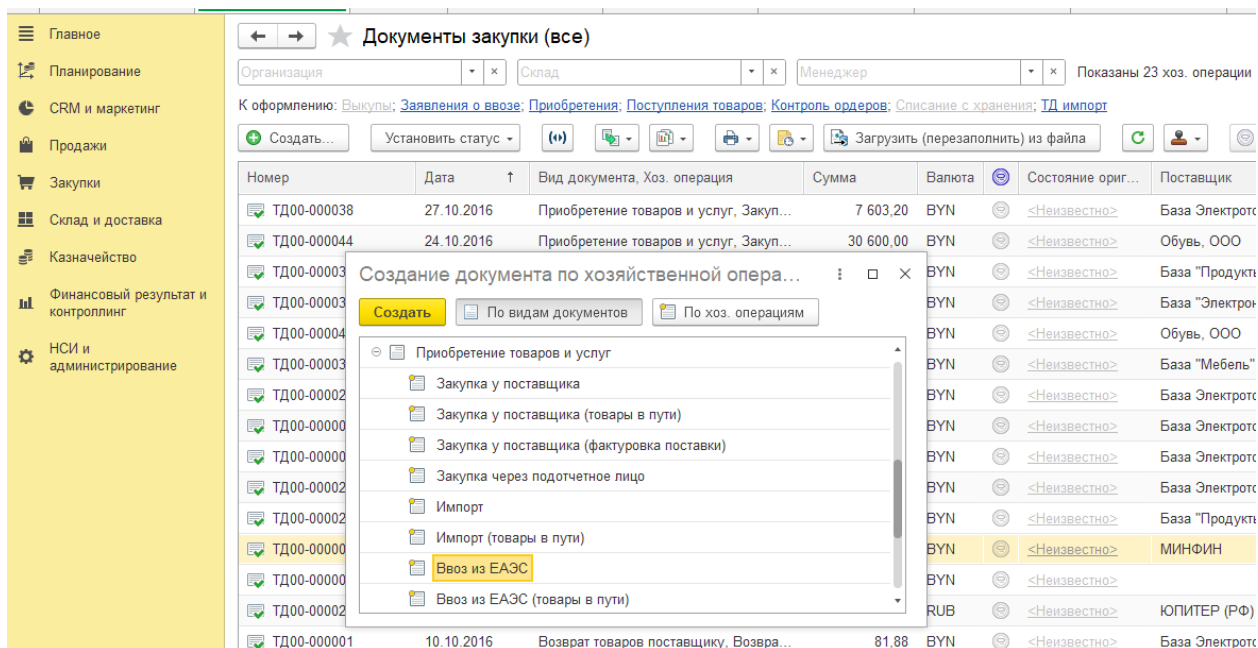 Главное
Планирование
CRM и маркетинг
Продажи
Закупки
Склад и доставка
Казначейство
Финансовый результат и
контроллинг
НСИ и
администрирование
Документы закупки (все)
Организация Склад Менеджер Показаны 23 хоз. операции
К оформлению: Выкупы; Заявления о ввозе; Приобретения; Поступления товаров; Контроль ордеров; Списание с хранения; ТД импорт
Создать... Установить статус Загрузить (перезаполнить) из файла
Номер Дата ↑ Вид документа, Хоз. операция Сумма Валюта Состояние ориг... Поставщик
ТД00-000038 27.10.2016 Приобретение товаров и услуг, Закуп... 7 603,20 BYN <Неизвестно> База Электрото
ТД00-000044 24.10.2016 Приобретение товаров и услуг, Закуп... 30 600,00 BYN <Неизвестно> Обувь, ООО
ТД00-00003 BYN <Неизвестно> База "Продукты
ТД00-00003 BYN <Неизвестно> База "Электрон
ТД00-00004 BYN <Неизвестно> Обувь, ООО
ТД00-00003 BYN <Неизвестно> База "Мебель"
ТД00-00002 BYN <Неизвестно> База Электрото
ТД00-00000 BYN <Неизвестно> База Электрото
ТД00-00000 BYN <Неизвестно> База Электрото
ТД00-00002 BYN <Неизвестно> База Электрото
ТД00-00002 BYN <Неизвестно> База "Продукты
ТД00-00000 BYN <Неизвестно> МИНФИН
ТД00-00000 BYN <Неизвестно>
ТД00-00002 RUB <Неизвестно> ЮПИТЕР (РФ)
ТД00-000001 10.10.2016 Возврат товаров поставщику, Возвра... 81,88 BYN <Неизвестно> База Электрото
Создание документа по хозяйственной опера...
Создать По видам документов По хоз. операциям
Приобретение товаров и услуг
Закупка у поставщика
Закупка у поставщика (товары в пути)
Закупка у поставщика (фактуровка поставки)
Закупка через подотчетное лицо
Импорт
Импорт (товары в пути)
Ввоз из ЕАЭС
Ввоз из ЕАЭС (товары в пути)